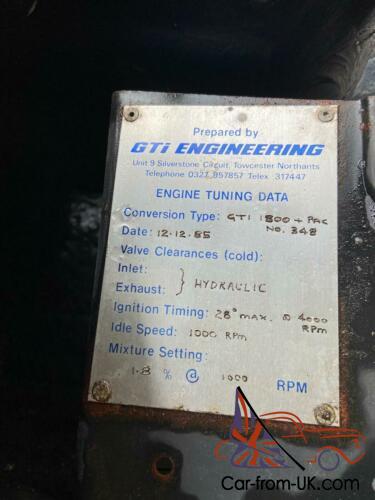 Prepared by
GTi ENGINEERING
Unit 9 Silverstone Circuit, Towcester Northants
Telephone 0327 857857 Telex 317447
ENGINE TUNING DATA
Conversion Type: GTI 1800 + PAC
NO. 348
Date: 12.12.85
Valve Clearances (cold):
Inlet:
Exhaust: } HYDRAULIC
Ignition Timing: 28° MAX. @ 4000
RPM
Idle Speed: 1000 RPM
Mixture Setting:
1.8 % @ 1000 RPM
Car-from-UK.com